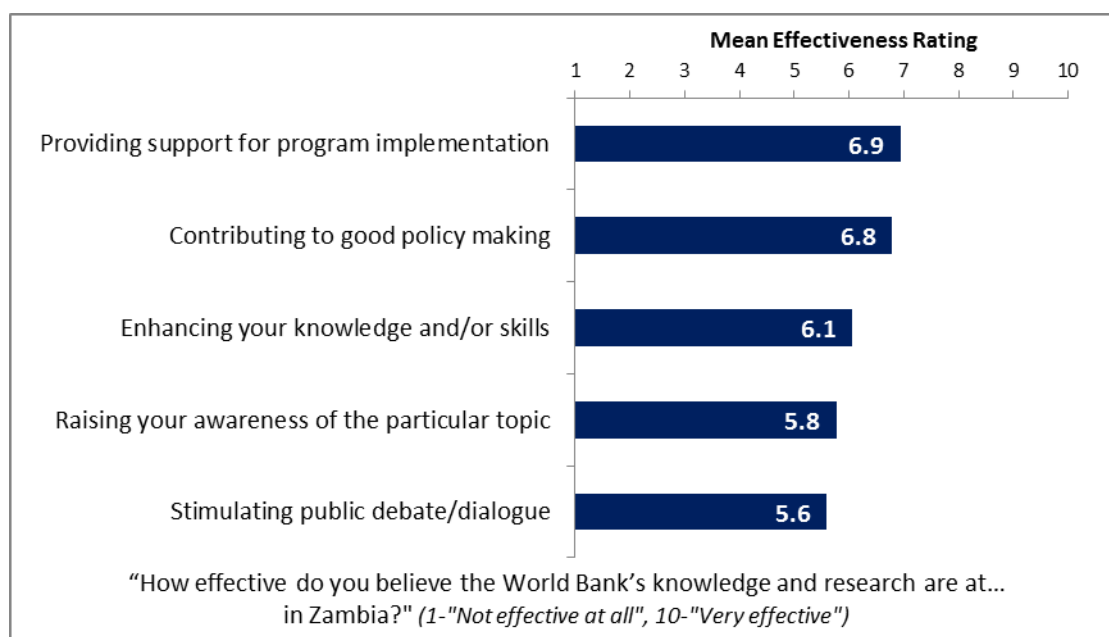 Mean Effectiveness Rating
1 2 3 4 5 6 7 8 9 10
Providing support for program implementation 6.9
Contributing to good policy making 6.8
Enhancing your knowledge and/or skills 6.1
Raising your awareness of the particular topic 5.8
Stimulating public debate/dialogue 5.6
“How effective do you believe the World Bank’s knowledge and research are at…
in Zambia?" (1-"Not effective at all", 10-"Very effective")